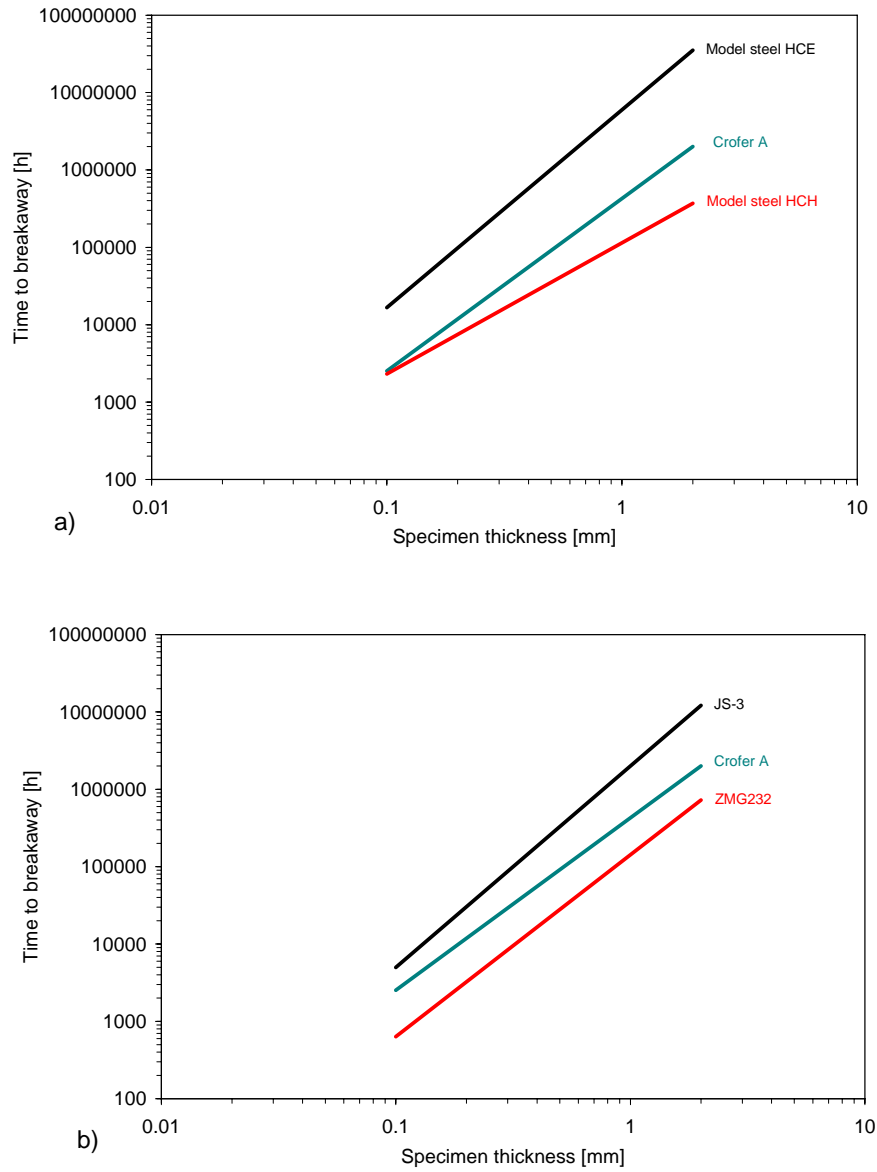 100000000
10000000
1000000
100000
10000
1000
100
Time to breakaway [h]
Model steel HCE
Crofer A
Model steel HCH
0.01 0.1 1 10
a)
Specimen thickness [mm]
100000000
10000000
1000000
100000
10000
1000
100
Time to breakaway [h]
JS-3
Crofer A
ZMG232
0.01 0.1 1 10
b)
Specimen thickness [mm]